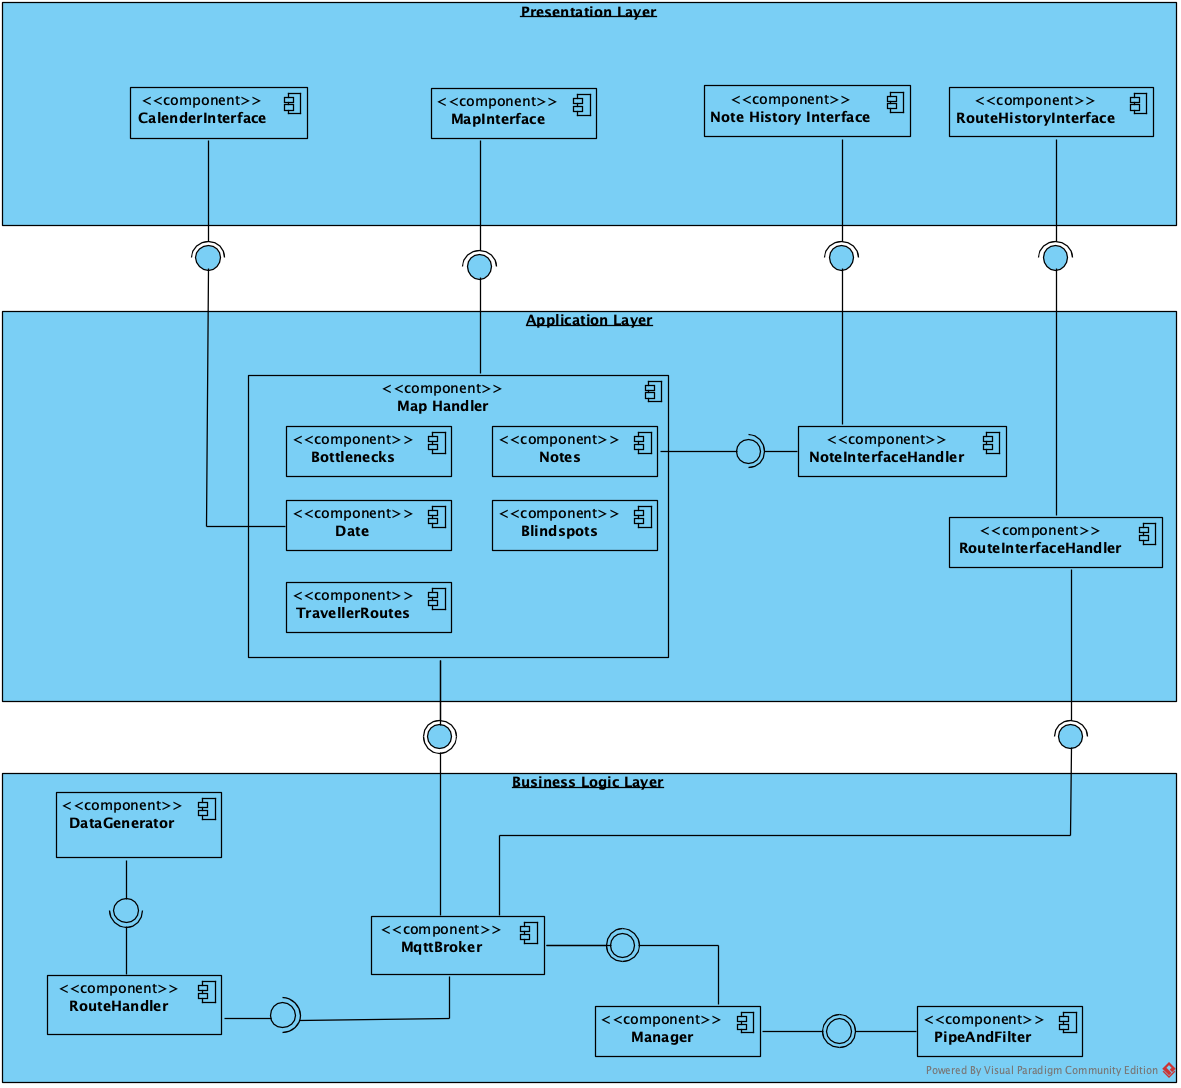 Presentation Layer
<<component>>
CalenderInterface
<<component>>
MapInterface
<<component>>
Note History Interface
<<component>>
RouteHistoryInterface
Application Layer
<<component>>
Map Handler
<<component>>
Bottlenecks
<<component>>
Notes
<<component>>
NoteInterfaceHandler
<<component>>
Date
<<component>>
Blindspots
<<component>>
RouteInterfaceHandler
<<component>>
TravellerRoutes
Business Logic Layer
<<component>>
DataGenerator
<<component>>
MqttBroker
<<component>>
RouteHandler
<<component>>
Manager
<<component>>
PipeAndFilter
Powered By Visual Paradigm Community Edition